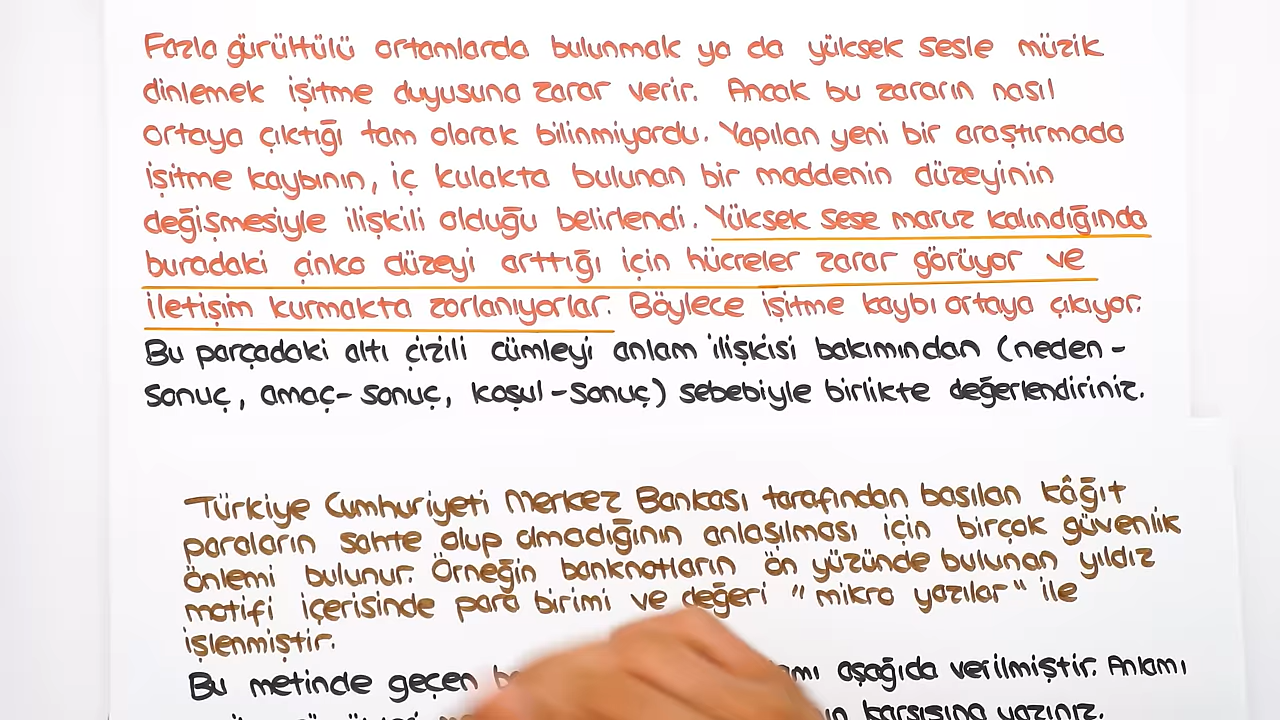 Fazla gürültülü ortamlarda bulunmak ya da yüksek sesle müzik
dinlemek işitme duyusuna zarar verir. Ancak bu zararın nasıl
ortaya çıktığı tam olarak bilinmiyordu. Yapılan yeni bir araştırmada
işitme kaybının, iç kulakta bulunan bir maddenin düzeyinin
değişmesiyle ilişkili olduğu belirlendi. Yüksek sese maruz kalındığında
buradaki çinko düzeyi arttığı için hücreler zarar görüyor ve
iletişim kurmakta zorlanıyorlar. Böylece işitme kaybı ortaya çıkıyor.
Bu parçadaki altı çizili cümleyi anlam ilişkisi bakımından (neden-
sonuç, amaç-sonuç, koşul-sonuç) sebebiyle birlikte değerlendiriniz.
Türkiye Cumhuriyeti Merkez Bankası tarafından basılan kâğıt
paraların sahte olup olmadığının anlaşılması için birçok güvenlik
önlemi bulunur. Örneğin banknotların ön yüzünde bulunan yıldız
motifi içerisinde para birimi ve değeri "mikro yazılar" ile
işlenmiştir.
Bu metinde geçen aşağıda verilmiştir. Anlamı
karşısına yazınız.